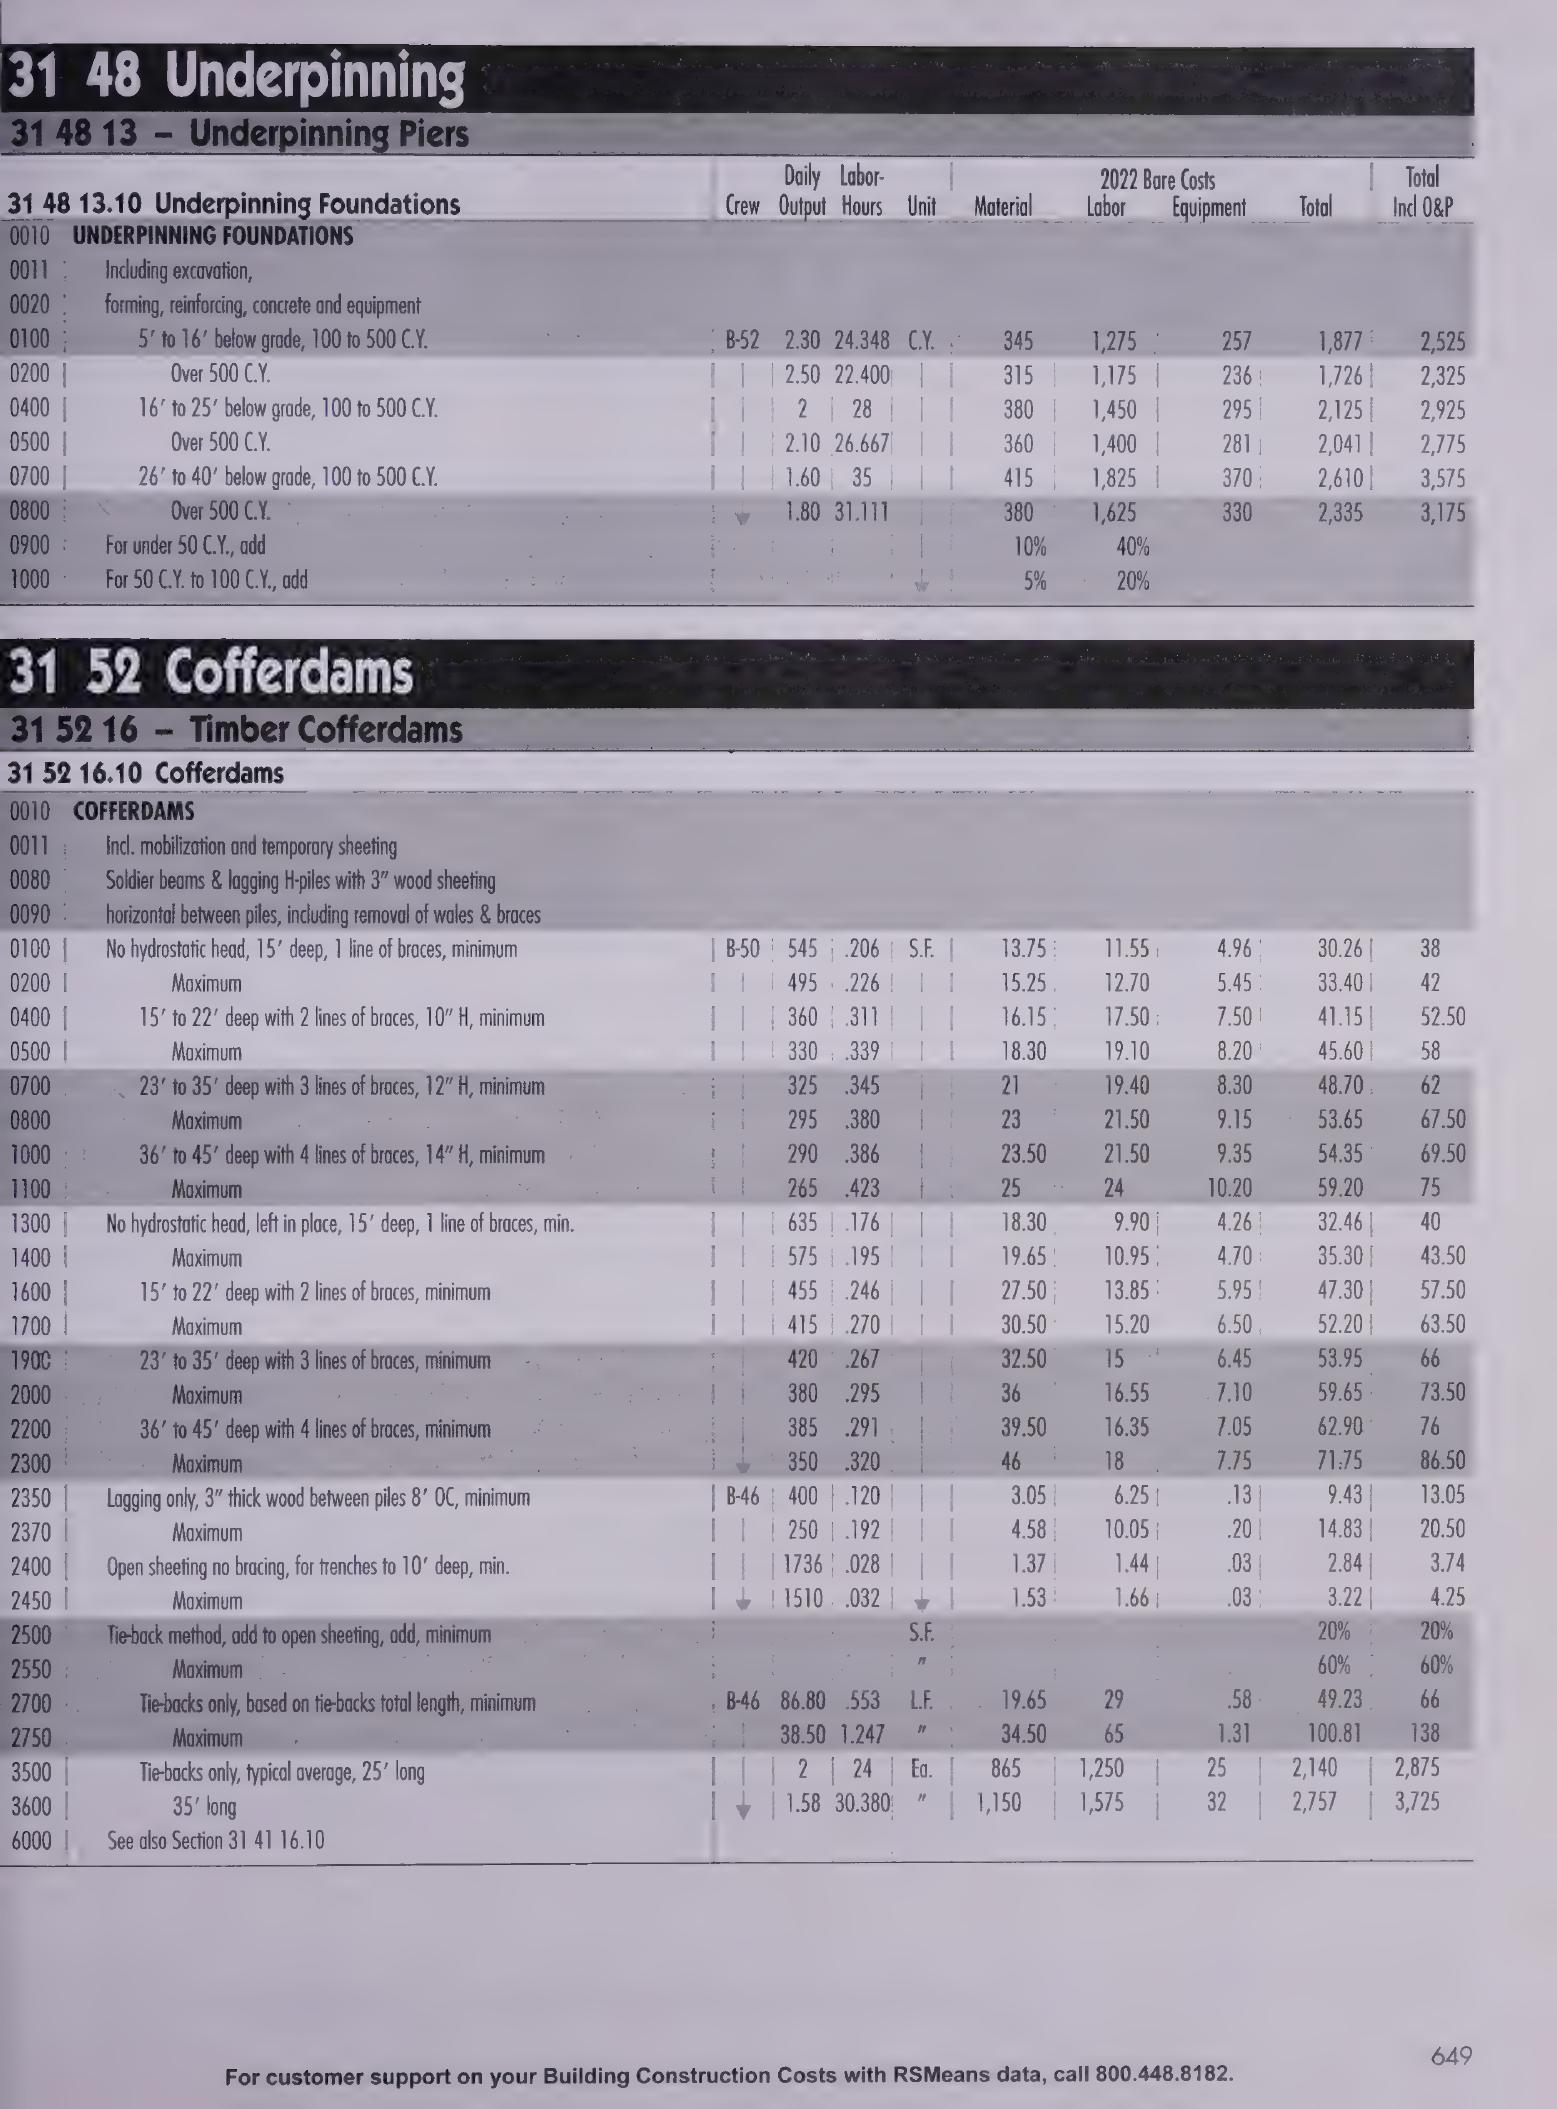 31 48 Underpinning
31 48 13 – Underpinning Piers
Daily Labor- 2022 Bare Costs Total
31 48 13.10 Underpinning Foundations Crew Output Hours Unit Material Labor Equipment Total Incl O&P
0010 UNDERPINNING FOUNDATIONS
0011 Including excavation,
0020 forming, reinforcing, concrete and equipment
0100 5' to 16' below grade, 100 to 500 C.Y. B-52 2.30 24.348 C.Y. 345 1,275 257 1,877 2,525
0200 Over 500 C.Y. 2.50 22.400 315 1,175 236 1,726 2,325
0400 16' to 25' below grade, 100 to 500 C.Y. 2 28 380 1,450 295 2,125 2,925
0500 Over 500 C.Y. 2.10 26.667 360 1,400 281 2,041 2,775
0700 26' to 40' below grade, 100 to 500 C.Y. 1.60 35 415 1,825 370 2,610 3,575
0800 Over 500 C.Y. 1.80 31.111 380 1,625 330 2,335 3,175
0900 For under 50 C.Y., add 10% 40%
1000 For 50 C.Y. to 100 C.Y., add 5% 20%
31 52 Cofferdams
31 52 16 – Timber Cofferdams
31 52 16.10 Cofferdams
0010 COFFERDAMS
0011 Incl. mobilization and temporary sheeting
0080 Soldier beams & lagging H-piles with 3" wood sheeting
0090 horizontal between piles, including removal of wales & braces
0100 No hydrostatic head, 15' deep, 1 line of braces, minimum B-50 545 .206 S.F. 13.75 11.55 4.96 30.26 38
0200 Maximum 495 .226 15.25 12.70 5.45 33.40 42
0400 15' to 22' deep with 2 lines of braces, 10" H, minimum 360 .311 16.15 17.50 7.50 41.15 52.50
0500 Maximum 330 .339 18.30 19.10 8.20 45.60 58
0700 23' to 35' deep with 3 lines of braces, 12" H, minimum 325 .345 21 19.40 8.30 48.70 62
0800 Maximum 295 .380 23 21.50 9.15 53.65 67.50
1000 36' to 45' deep with 4 lines of braces, 14" H, minimum 290 .386 23.50 21.50 9.35 54.35 69.50
1100 Maximum 265 .423 25 24 10.20 59.20 75
1300 No hydrostatic head, left in place, 15' deep, 1 line of braces, min. 635 .176 18.30 9.90 4.26 32.46 40
1400 Maximum 575 .195 19.65 10.95 4.70 35.30 43.50
1600 15' to 22' deep with 2 lines of braces, minimum 455 .246 27.50 13.85 5.95 47.30 57.50
1700 Maximum 415 .270 30.50 15.20 6.50 52.20 63.50
1900 23' to 35' deep with 3 lines of braces, minimum 420 .267 32.50 15 6.45 53.95 66
2000 Maximum 380 .295 36 16.55 7.10 59.65 73.50
2200 36' to 45' deep with 4 lines of braces, minimum 385 .291 39.50 16.35 7.05 62.90 76
2300 Maximum 350 .320 46 18 7.75 71.75 86.50
2350 Lagging only, 3" thick wood between piles 8' OC, minimum B-46 400 .120 3.05 6.25 .13 9.43 13.05
2370 Maximum 250 .192 4.58 10.05 .20 14.83 20.50
2400 Open sheeting no bracing, for trenches to 10' deep, min. 1736 .028 1.37 1.44 .03 2.84 3.74
2450 Maximum 1510 .032 1.53 1.66 .03 3.22 4.25
2500 Tie-back method, add to open sheeting, add, minimum S.F. 20% 20%
2550 Maximum " 60% 60%
2700 Tie-backs only, based on tie-backs total length, minimum B-46 86.80 .553 L.F. 19.65 29 .58 49.23 66
2750 Maximum 38.50 1.247 " 34.50 65 1.31 100.81 138
3500 Tie-backs only, typical average, 25' long 2 24 Ea. 865 1,250 25 2,140 2,875
3600 35' long 1.58 30.380 " 1,150 1,575 32 2,757 3,725
6000 See also Section 31 41 16.10
649
For customer support on your Building Construction Costs with RSMeans data, call 800.448.8182.